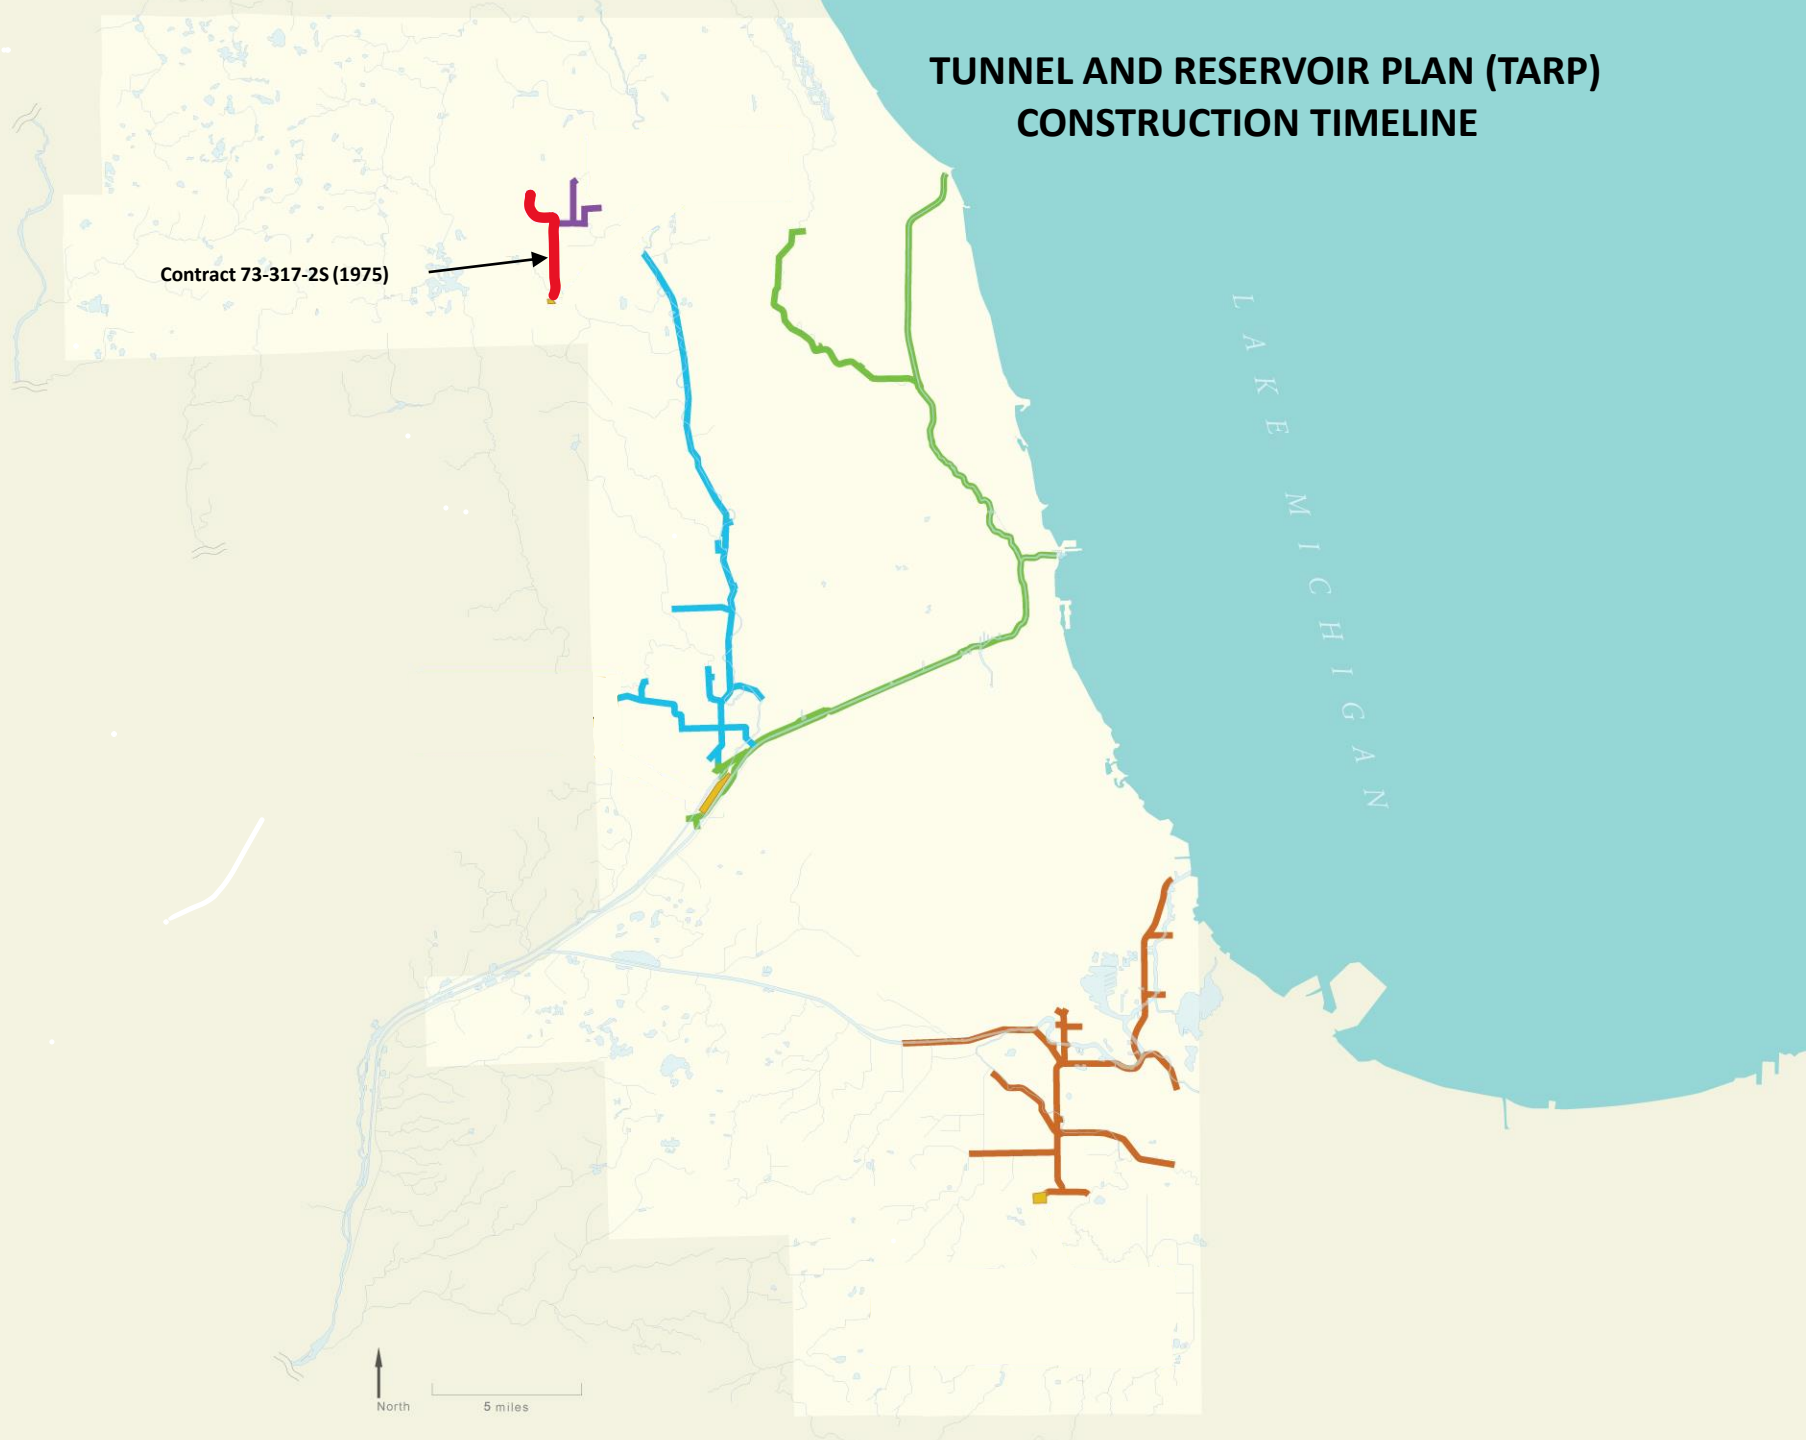 TUNNEL AND RESERVOIR PLAN (TARP)
CONSTRUCTION TIMELINE
Contract 73-317-2S (1975)
LAKE MICHIGAN
North
5 miles